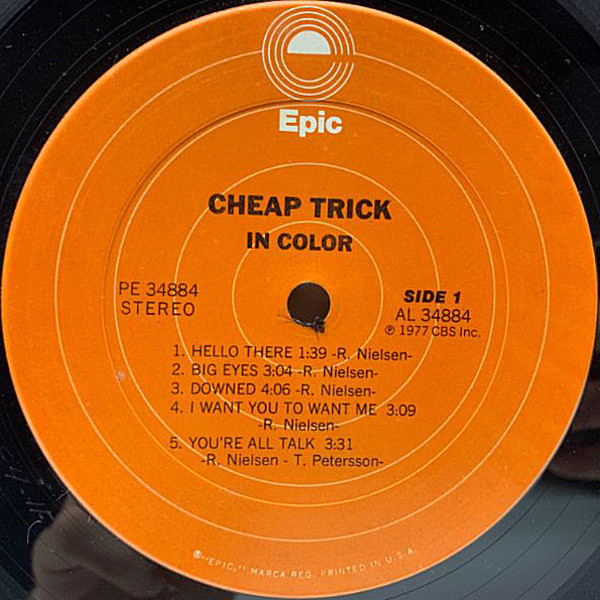 Epic
CHEAP TRICK
IN COLOR
PE 34884
STEREO
SIDE 1
AL 34884
℗ 1977 CBS Inc.
1. HELLO THERE 1:39 -R. Nielsen-
2. BIG EYES 3:04 -R. Nielsen-
3. DOWNED 4:06 -R. Nielsen-
4. I WANT YOU TO WANT ME 3:09
-R. Nielsen-
5. YOU'RE ALL TALK 3:31
-R. Nielsen - T. Petersson-
"EPIC," MARCA REG. PRINTED IN U.S.A.